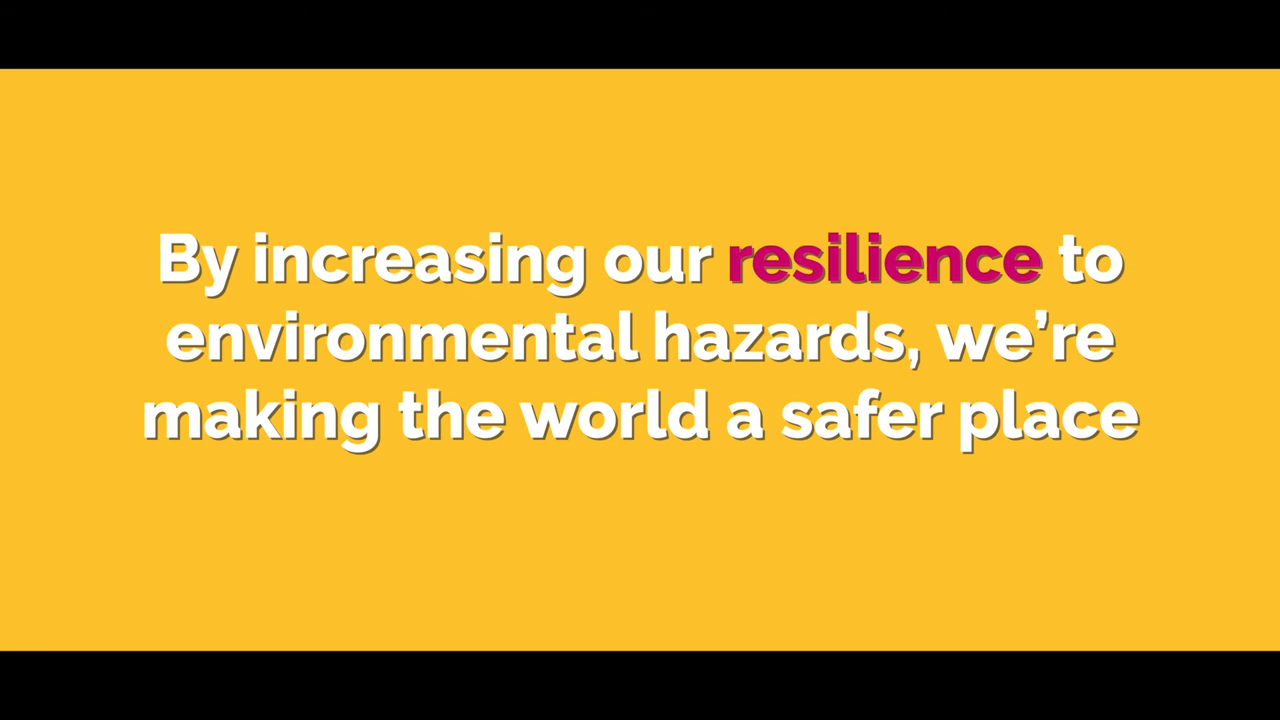 By increasing our resilience to
environmental hazards, we’re
making the world a safer place